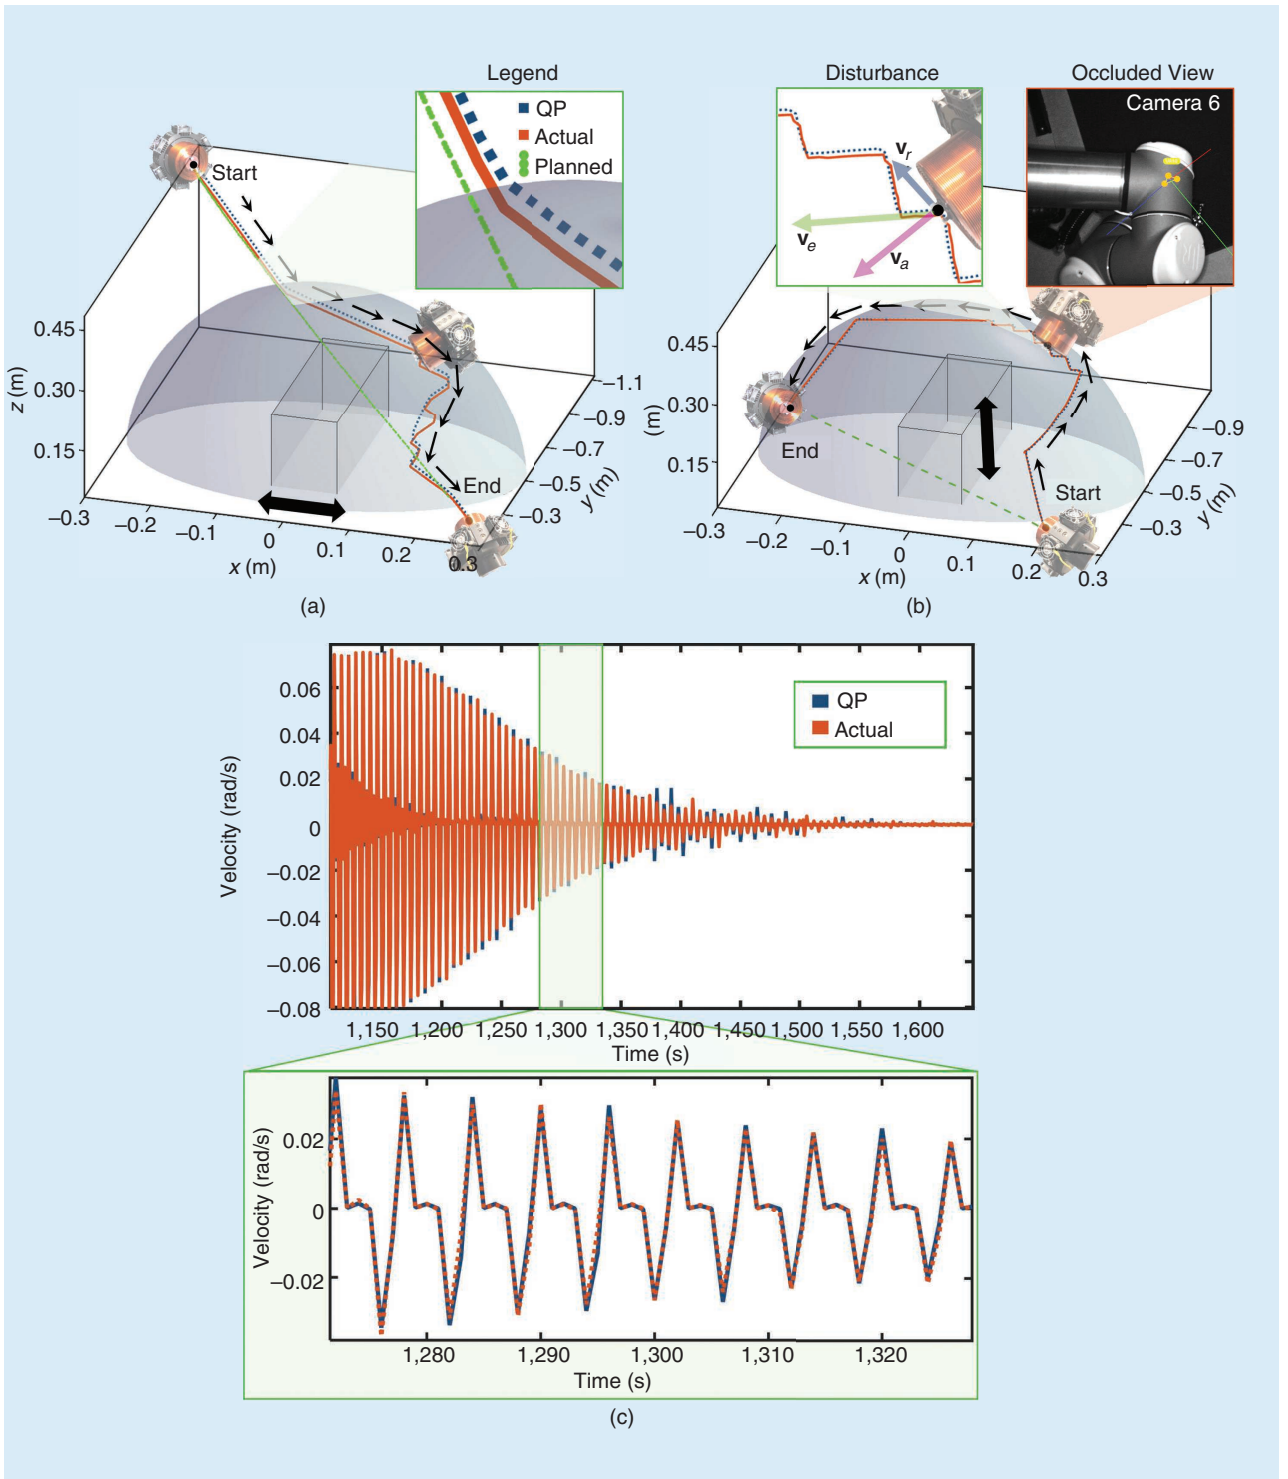 Legend
QP
Actual
Planned
Start
End
0.45
0.30
0.15
z (m)
–0.3
–0.2
–0.1
0
0.1
0.2
0.3
x (m)
–1.1
–0.9
–0.7
–0.5
–0.3
y (m)
(a)
Disturbance
Occluded View
Camera 6
vr
ve
va
0.45
0.30
0.15
(m)
End
Start
–0.3
–0.2
–0.1
0
0.1
0.2
0.3
x (m)
–0.9
–0.7
–0.5
–0.3
y (m)
(b)
QP
Actual
0.06
0.04
0.02
0
–0.02
–0.04
–0.06
–0.08
Velocity (rad/s)
1,150 1,200 1,250 1,300 1,350 1,400 1,450 1,500 1,550 1,600
Time (s)
0.02
0
–0.02
Velocity (rad/s)
1,280 1,290 1,300 1,310 1,320
Time (s)
(c)